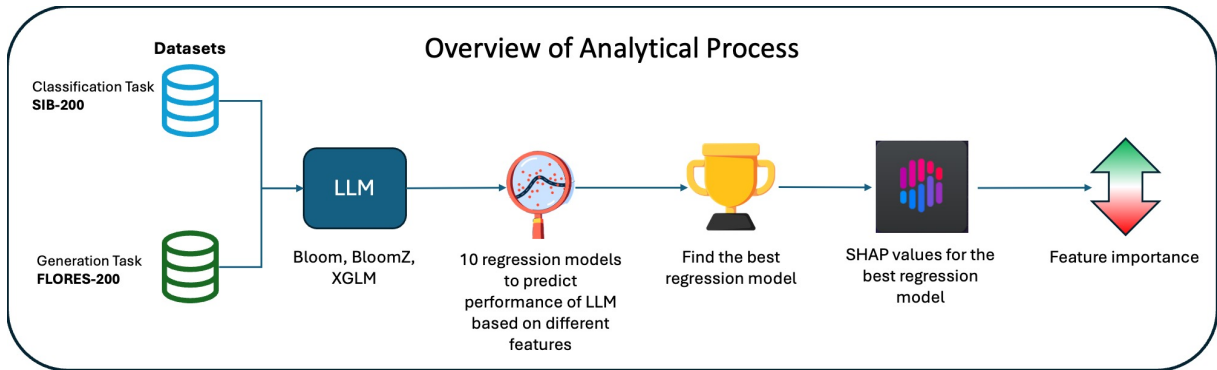 Overview of Analytical Process
Datasets
Classification Task
SIB-200
Generation Task
FLORES-200
LLM
Bloom, BloomZ,
XGLM
10 regression models
to predict
performance of LLM
based on different
features
Find the best
regression model
SHAP values for the
best regression
model
Feature importance